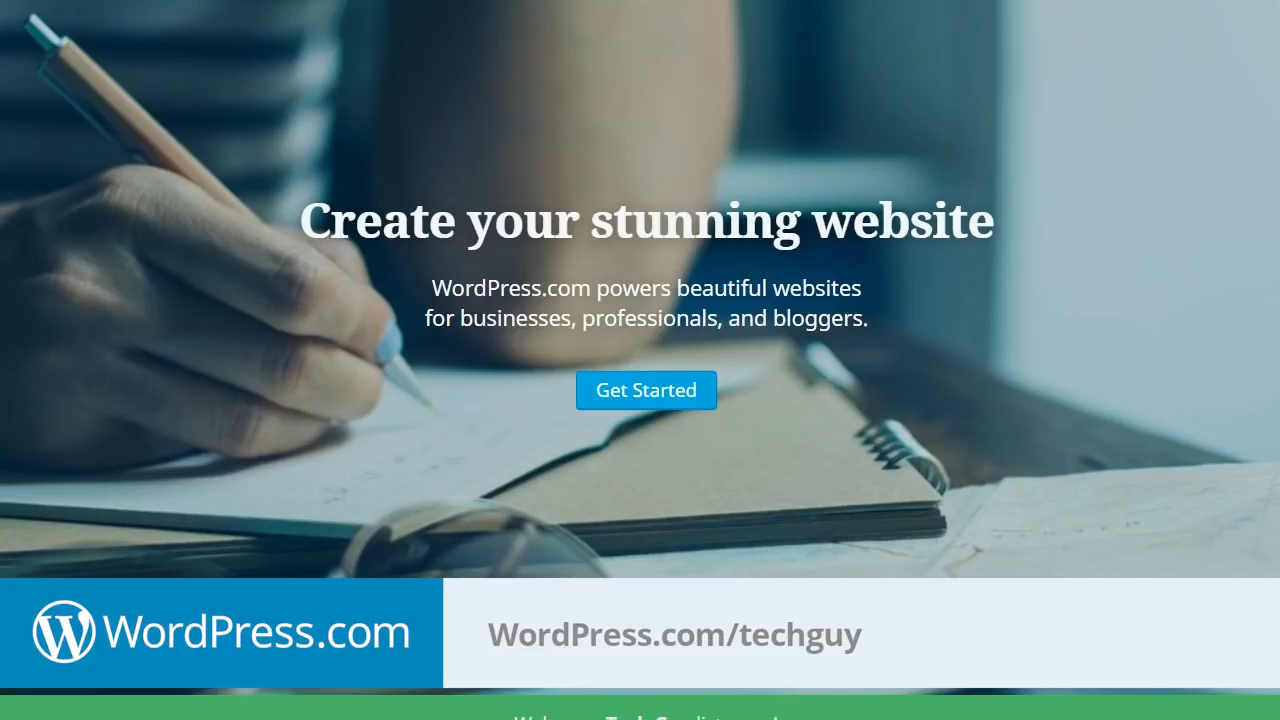 Create your stunning website
WordPress.com powers beautiful websites
for businesses, professionals, and bloggers.
Get Started
WordPress.com
WordPress.com/techguy